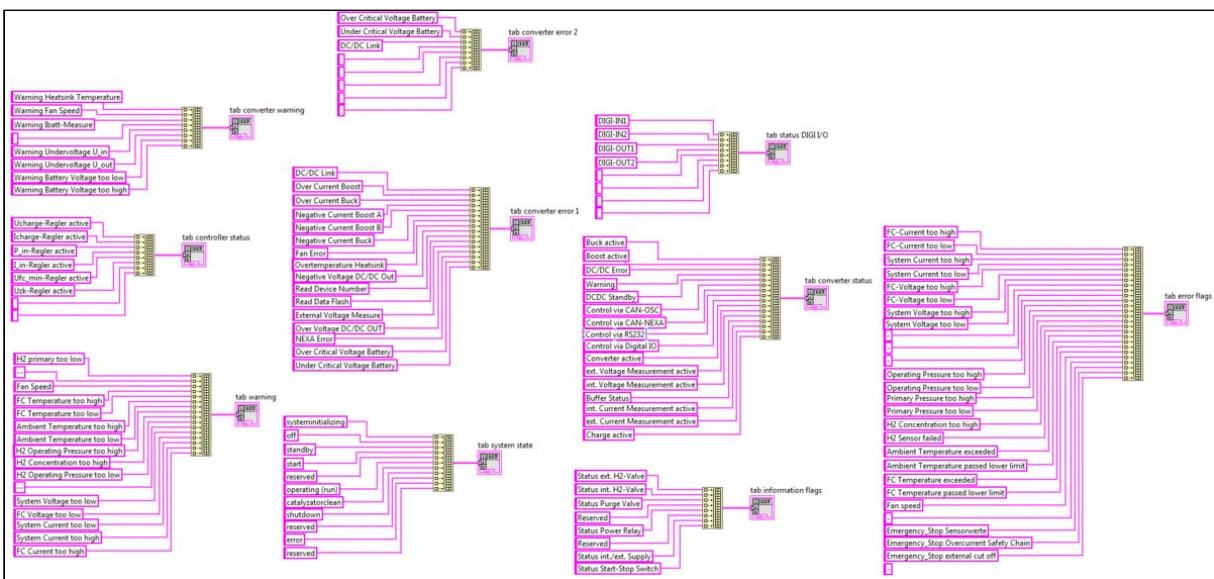 Over Critical Voltage Battery
Under Critical Voltage Battery
DC/DC Link
tab converter error 2
Warning Heatsink Temperature
Warning Fan Speed
Warning Ibatt-Measure
Warning Undervoltage U_in
Warning Undervoltage U_out
Warning Battery Voltage too low
Warning Battery Voltage too high
tab converter warning
DIGI-IN1
DIGI-IN2
DIGI-OUT1
DIGI-OUT2
tab status DIGI I/O
DC/DC Link
Over Current Boost
Over Current Buck
Negative Current Boost A
Negative Current Boost B
Negative Current Buck
Fan Error
Overtemperature Heatsink
Negative Voltage DC/DC Out
Read Device Number
Read Data Flash
External Voltage Measure
Over Voltage DC/DC OUT
NEXA Error
Over Critical Voltage Battery
Under Critical Voltage Battery
tab converter error 1
Ucharge-Regler active
Icharge-Regler active
P_in-Regler active
I_in-Regler active
Ufc_min-Regler active
Uzk-Regler active
tab controller status
Buck active
Boost active
DC/DC Error
Warning
DCDC Standby
Control via CAN-OSC
Control via CAN-NEXA
Control via RS232
Control via Digital IO
Converter active
ext. Voltage Measurement active
int. Voltage Measurement active
Buffer Status
int. Current Measurement active
ext. Current Measurement active
Charge active
tab converter status
FC-Current too high
FC-Current too low
System Current too high
System Current too low
FC-Voltage too high
FC-Voltage too low
System Voltage too high
System Voltage too low
-
-
-
Operating Pressure too high
Operating Pressure too low
Primary Pressure too high
Primary Pressure too low
H2 Concentration too high
H2 Sensor failed
Ambient Temperature exceeded
Ambient Temperature passed lower limit
FC Temperature exceeded
FC Temperature passed lower limit
Fan speed
-
Emergency_Stop Sensorwerte
Emergency_Stop Overcurrent Safety Chain
Emergency_Stop external cut off
-
tab error flags
H2 primary too low
--
Fan Speed
FC Temperature too high
FC Temperature too low
Ambient Temperature too high
Ambient Temperature too low
H2 Operating Pressure too high
H2 Concentration too high
H2 Operating Pressure too low
--
System Voltage too low
FC Voltage too low
System Current too low
System Current too high
FC Current too high
tab warning
systeminitializing
off
standby
start
reserved
operating (run)
catalyzatorclean
shutdown
reserved
error
reserved
tab system state
Status ext. H2-Valve
Status int. H2-Valve
Status Purge Valve
Reserved
Status Power Relay
Reserved
Status int./ext. Supply
Status Start-Stop Switch
tab information flags